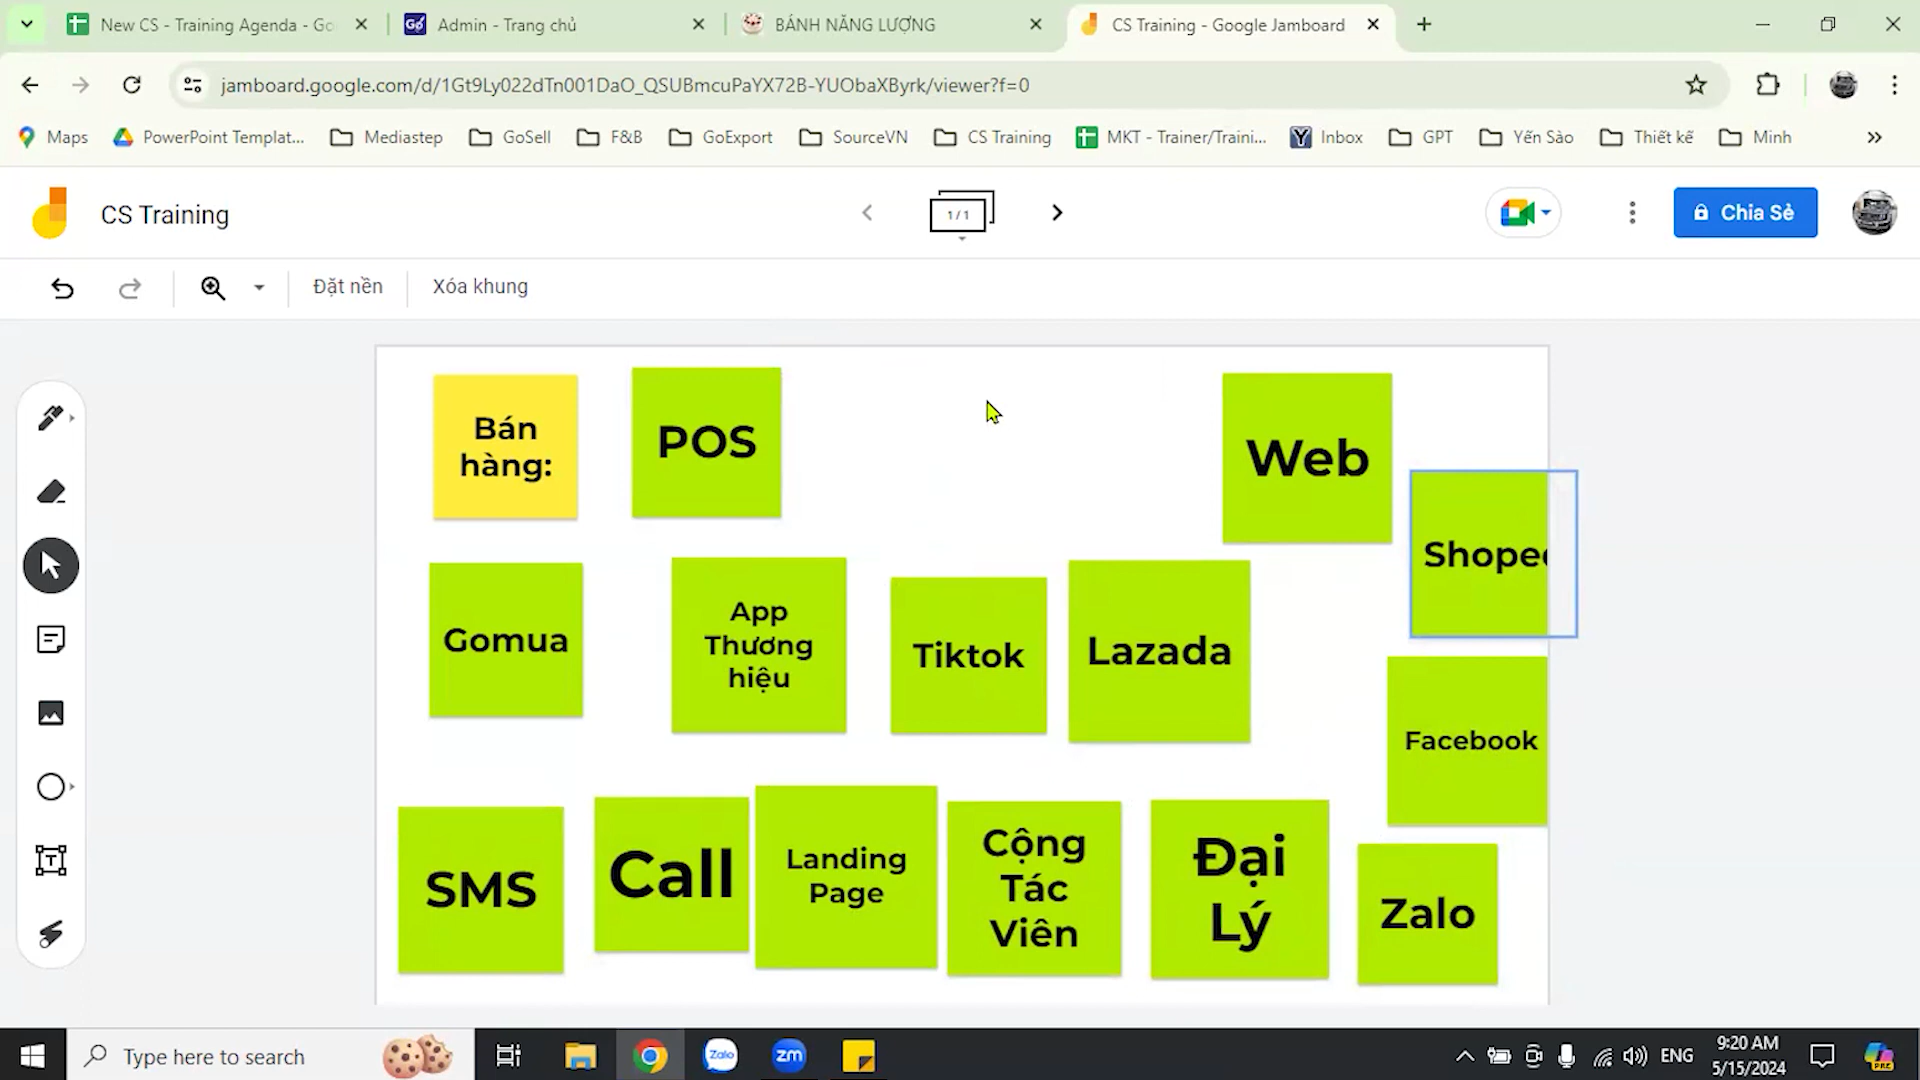 New CS - Training Agenda - Go
Admin - Trang chủ
BÁNH NĂNG LƯỢNG
CS Training - Google Jamboard
jamboard.google.com/d/1Gt9Ly022dTn001DaO_QSUBmcuPaYX72B-YUObaXByrk/viewer?f=0
Maps
PowerPoint Templat...
Mediastep
GoSell
F&B
GoExport
SourceVN
CS Training
MKT - Trainer/Traini...
Inbox
GPT
Yến Sào
Thiết kế
Minh
CS Training
1/1
Chia Sẻ
Đặt nền
Xóa khung
Bán
hàng:
POS
Web
Shopee
Gomua
App
Thương
hiệu
Tiktok
Lazada
Facebook
SMS
Call
Landing
Page
Cộng
Tác
Viên
Đại
Lý
Zalo
Type here to search
Zalo
zm
ENG
9:20 AM
5/15/2024
PRE